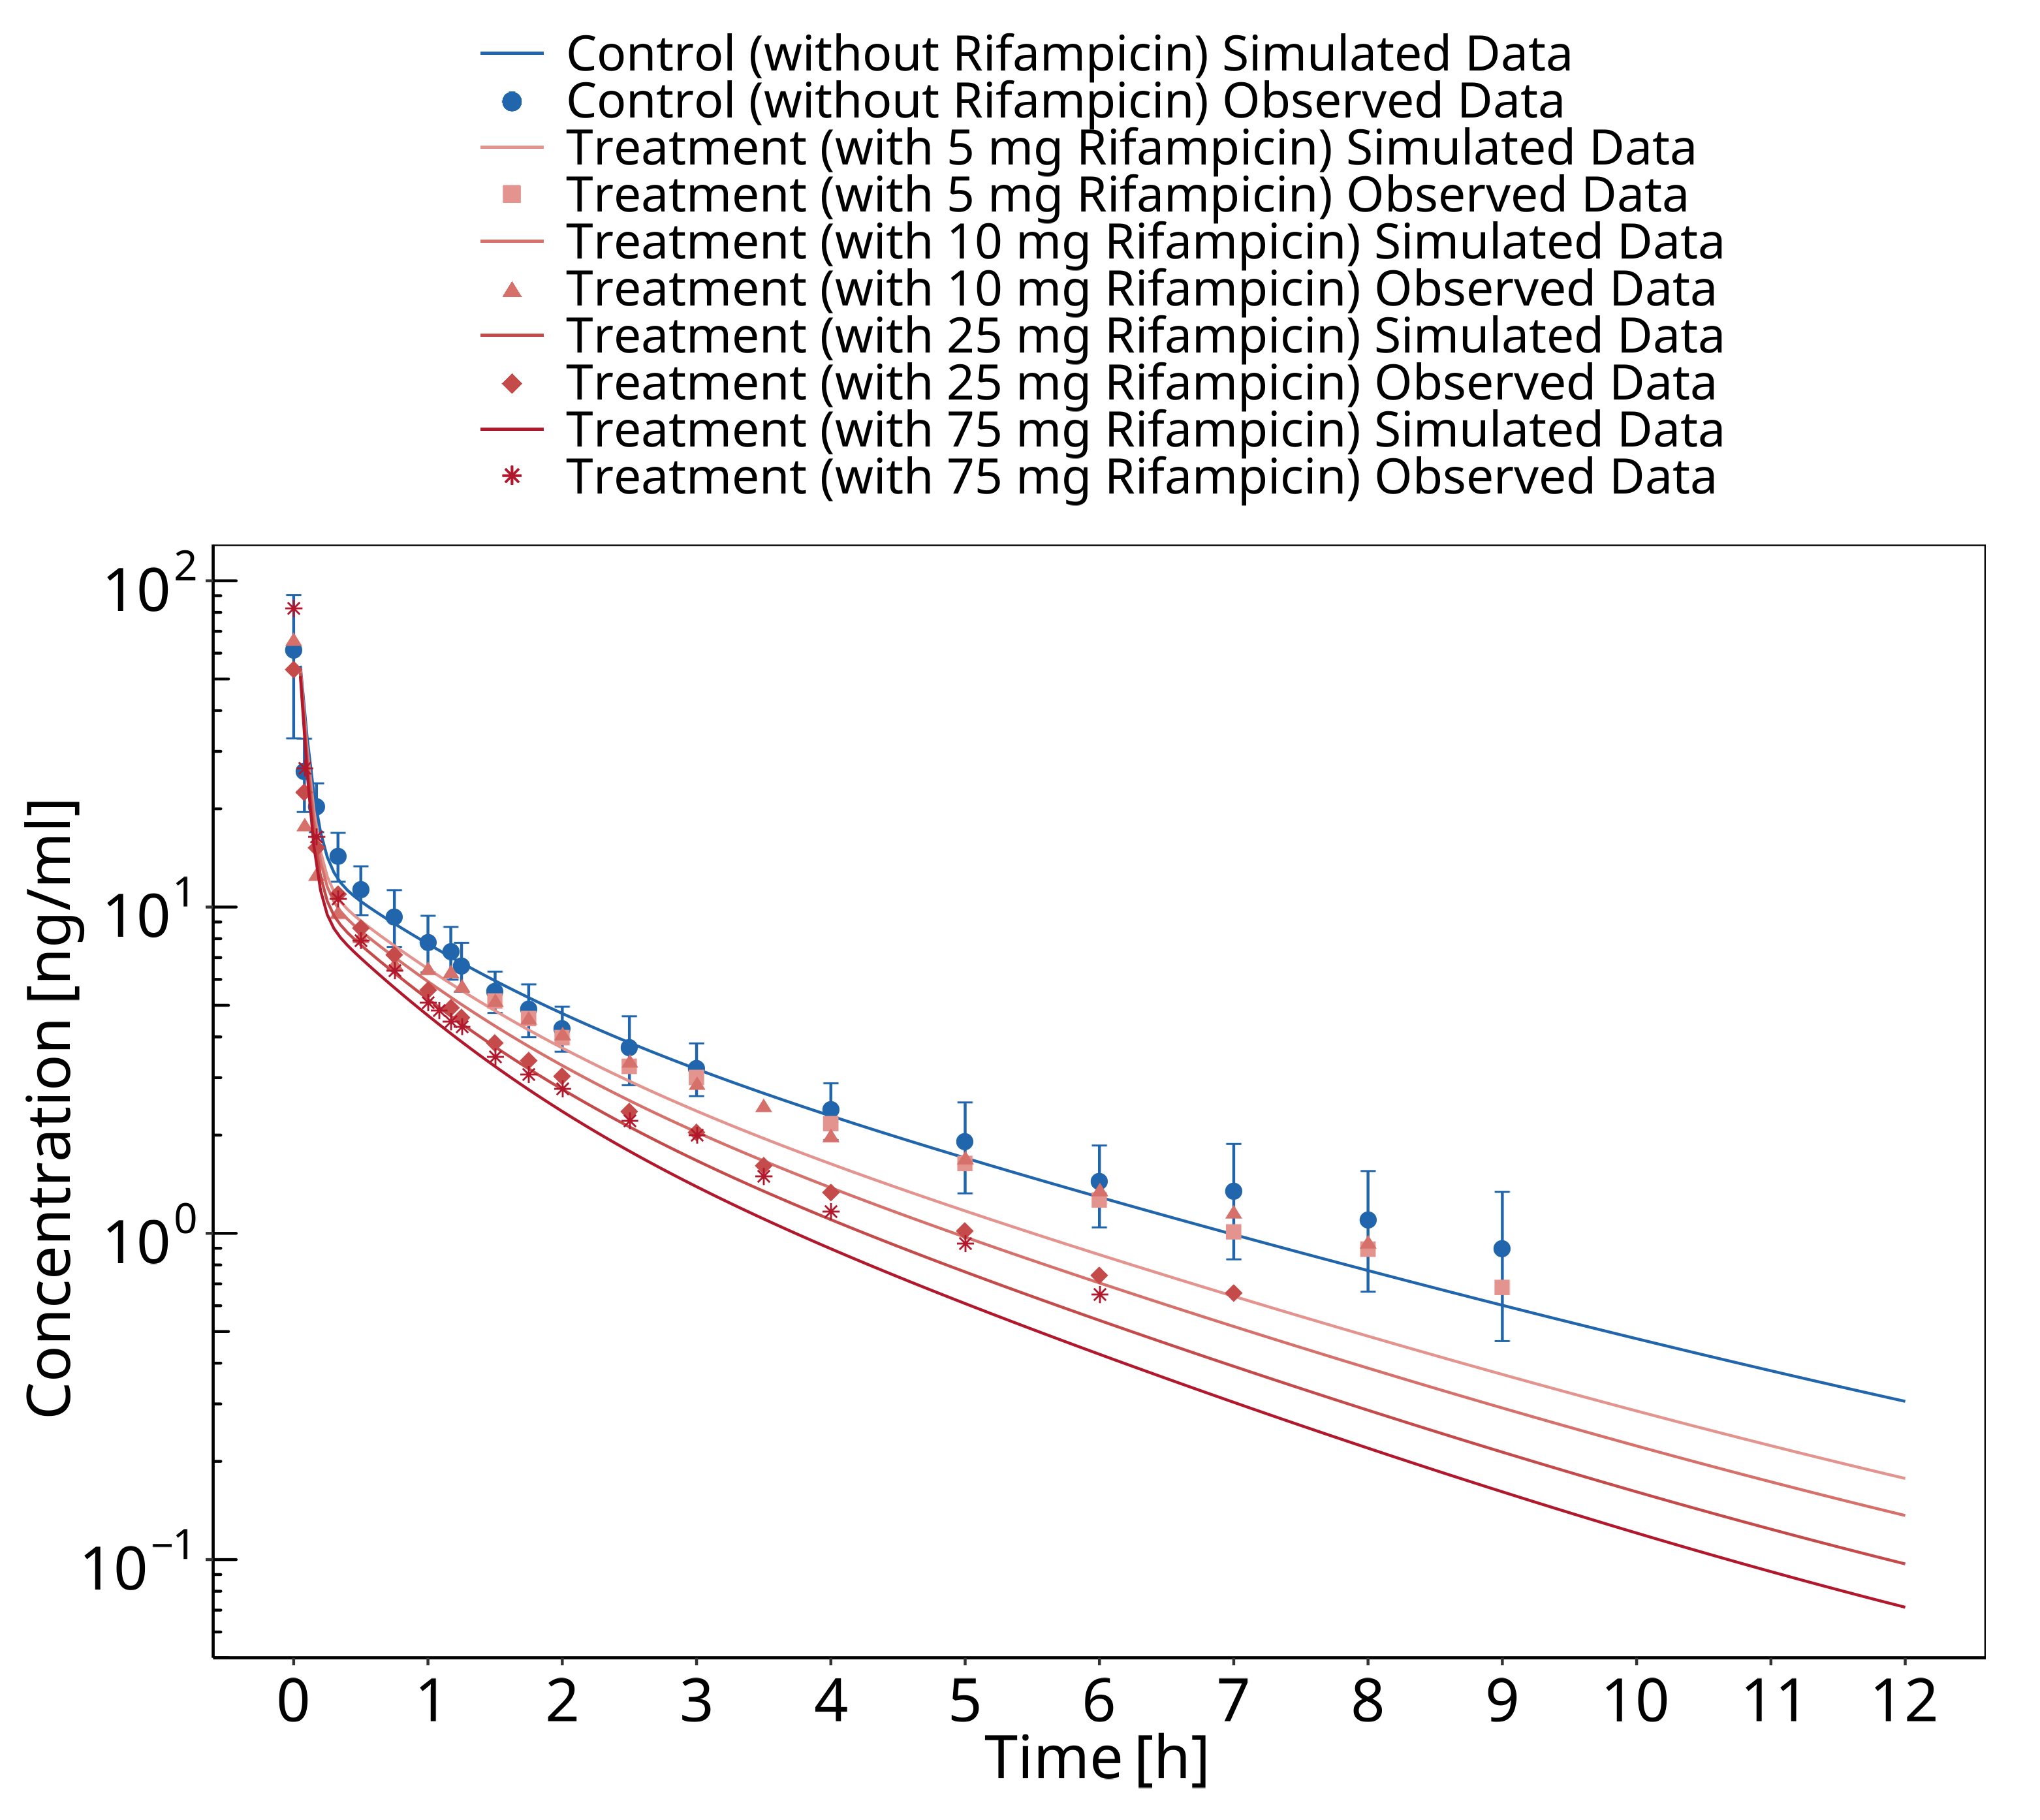 Control (without Rifampicin) Simulated Data
Control (without Rifampicin) Observed Data
Treatment (with 5 mg Rifampicin) Simulated Data
Treatment (with 5 mg Rifampicin) Observed Data
Treatment (with 10 mg Rifampicin) Simulated Data
Treatment (with 10 mg Rifampicin) Observed Data
Treatment (with 25 mg Rifampicin) Simulated Data
Treatment (with 25 mg Rifampicin) Observed Data
Treatment (with 75 mg Rifampicin) Simulated Data
Treatment (with 75 mg Rifampicin) Observed Data
Concentration [ng/ml]
10²
10¹
10⁰
10⁻¹
0 1 2 3 4 5 6 7 8 9 10 11 12
Time [h]